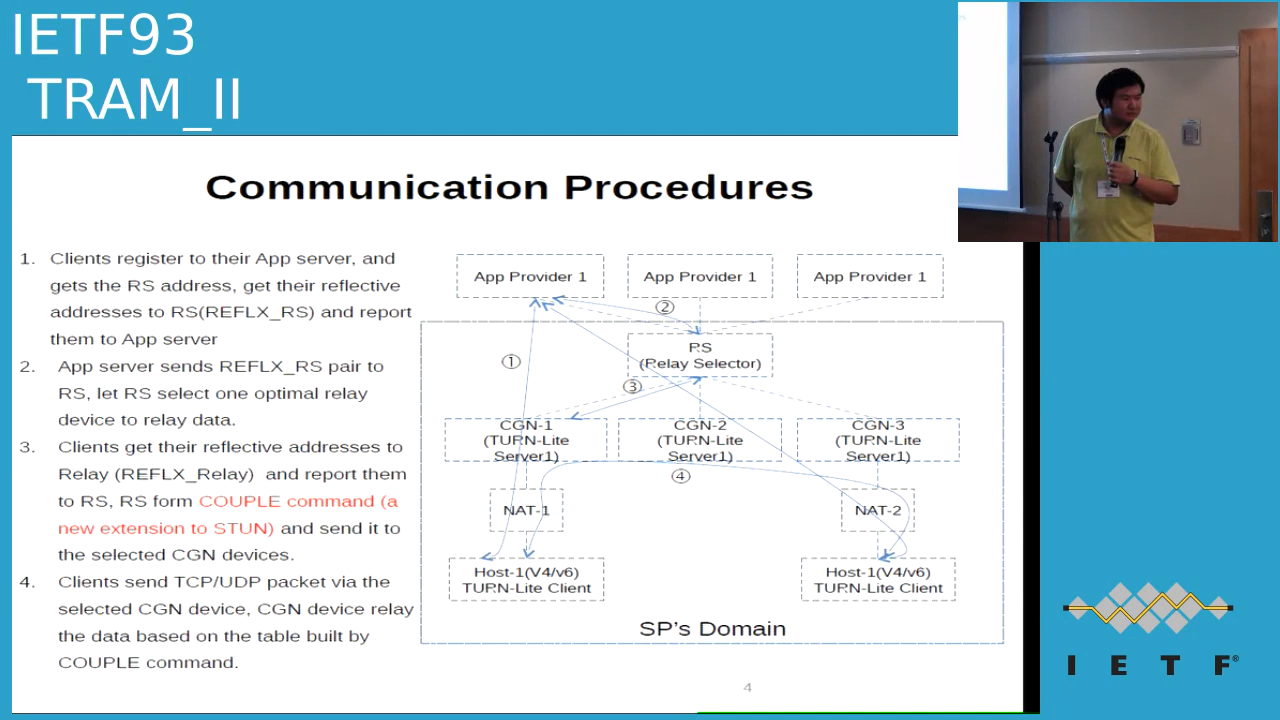 IETF93
TRAM_II
Communication Procedures
1. Clients register to their App server, and
gets the RS address, get their reflective
addresses to RS(REFLX_RS) and report
them to App server
2. App server sends REFLX_RS pair to
RS, let RS select one optimal relay
device to relay data.
3. Clients get their reflective addresses to
Relay (REFLX_Relay) and report them
to RS, RS form COUPLE command (a
new extension to STUN) and send it to
the selected CGN devices.
4. Clients send TCP/UDP packet via the
selected CGN device, CGN device relay
the data based on the table built by
COUPLE command.
App Provider 1
App Provider 1
App Provider 1
②
RS
(Relay Selector)
①
③
CGN-1
(TURN-Lite
Server1)
CGN-2
(TURN-Lite
Server1)
CGN-3
(TURN-Lite
Server1)
④
NAT-1
NAT-2
Host-1(V4/v6)
TURN-Lite Client
Host-1(V4/v6)
TURN-Lite Client
SP's Domain
4
I E T F®